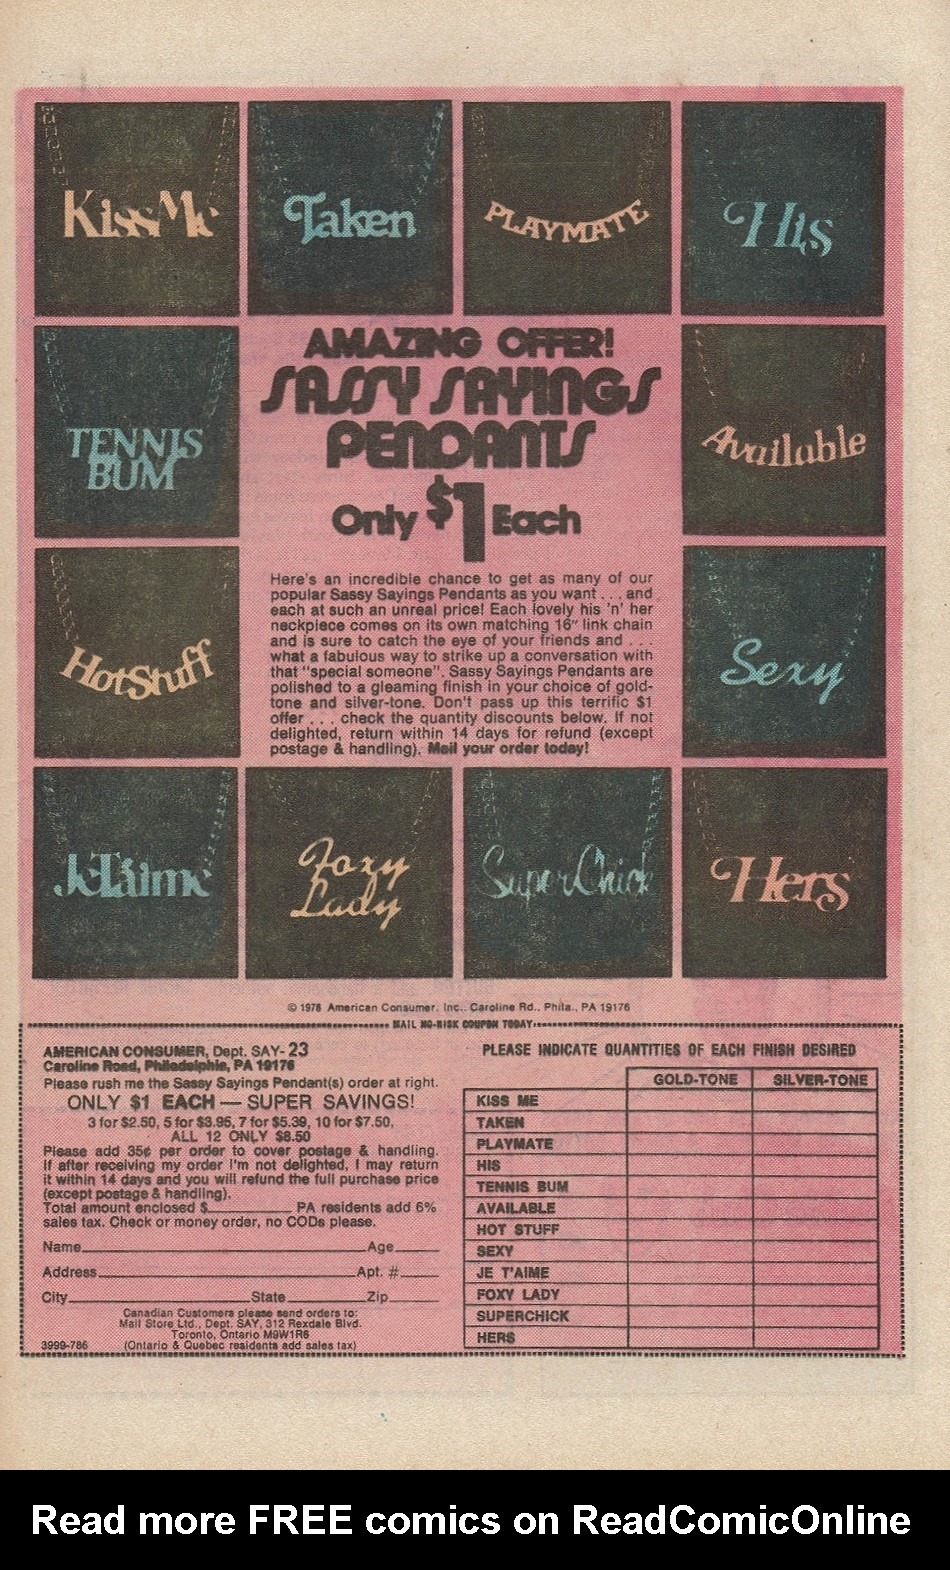 Kiss Me
Taken
PLAYMATE
His
TENNIS
BUM
AMAZING OFFER!
SASSY SAYINGS
PENDANTS
Only $1 Each
Available
Hot Stuff
Sexy
Here's an incredible chance to get as many of our
popular Sassy Sayings Pendants as you want . . . and
each at such an unreal price! Each lovely his 'n' her
neckpiece comes on its own matching 16" link chain
and is sure to catch the eye of your friends and . . .
what a fabulous way to strike up a conversation with
that "special someone". Sassy Sayings Pendants are
polished to a gleaming finish in your choice of gold-
tone and silver-tone. Don't pass up this terrific $1
offer . . . check the quantity discounts below. If not
delighted, return within 14 days for refund (except
postage & handling). Mail your order today!
Je T'aime
Foxy
Lady
Super Chick
Hers
© 1978 American Consumer, Inc., Caroline Rd., Phila., PA 19176
MAIL NO-RISK COUPON TODAY
AMERICAN CONSUMER, Dept. SAY-23
Caroline Road, Philadelphia, PA 19176
Please rush me the Sassy Sayings Pendant(s) order at right.
ONLY $1 EACH — SUPER SAVINGS!
3 for $2.50, 5 for $3.95, 7 for $5.39, 10 for $7.50,
ALL 12 ONLY $8.50
Please add 35¢ per order to cover postage & handling.
If after receiving my order I'm not delighted, I may return
it within 14 days and you will refund the full purchase price
(except postage & handling).
Total amount enclosed $__________ PA residents add 6%
sales tax. Check or money order, no CODs please.
Name__________ Age_____
Address__________ Apt. #_____
City__________ State__________ Zip_____
Canadian Customers please send orders to:
Mail Store Ltd., Dept. SAY, 312 Rexdale Blvd.
Toronto, Ontario M9W1R6
3999-786 (Ontario & Quebec residents add sales tax)
PLEASE INDICATE QUANTITIES OF EACH FINISH DESIRED
GOLD-TONE SILVER-TONE
KISS ME
TAKEN
PLAYMATE
HIS
TENNIS BUM
AVAILABLE
HOT STUFF
SEXY
JE T'AIME
FOXY LADY
SUPERCHICK
HERS
Read more FREE comics on ReadComicOnline